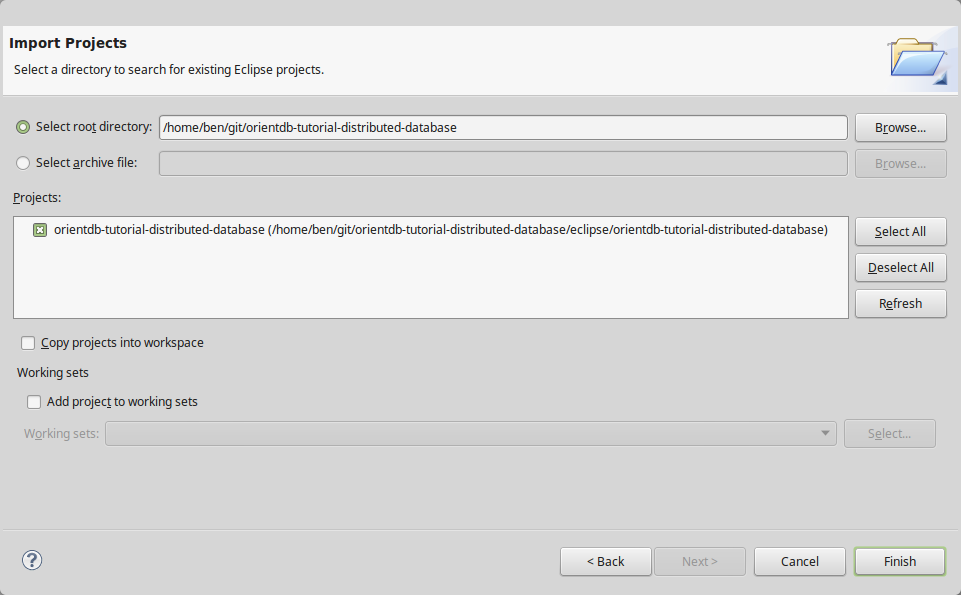 Import Projects
Select a directory to search for existing Eclipse projects.
Select root directory: /home/ben/git/orientdb-tutorial-distributed-database Browse...
Select archive file: Browse...
Projects:
orientdb-tutorial-distributed-database (/home/ben/git/orientdb-tutorial-distributed-database/eclipse/orientdb-tutorial-distributed-database)
Select All
Deselect All
Refresh
Copy projects into workspace
Working sets
Add project to working sets
Working sets: Select...
? < Back Next > Cancel Finish